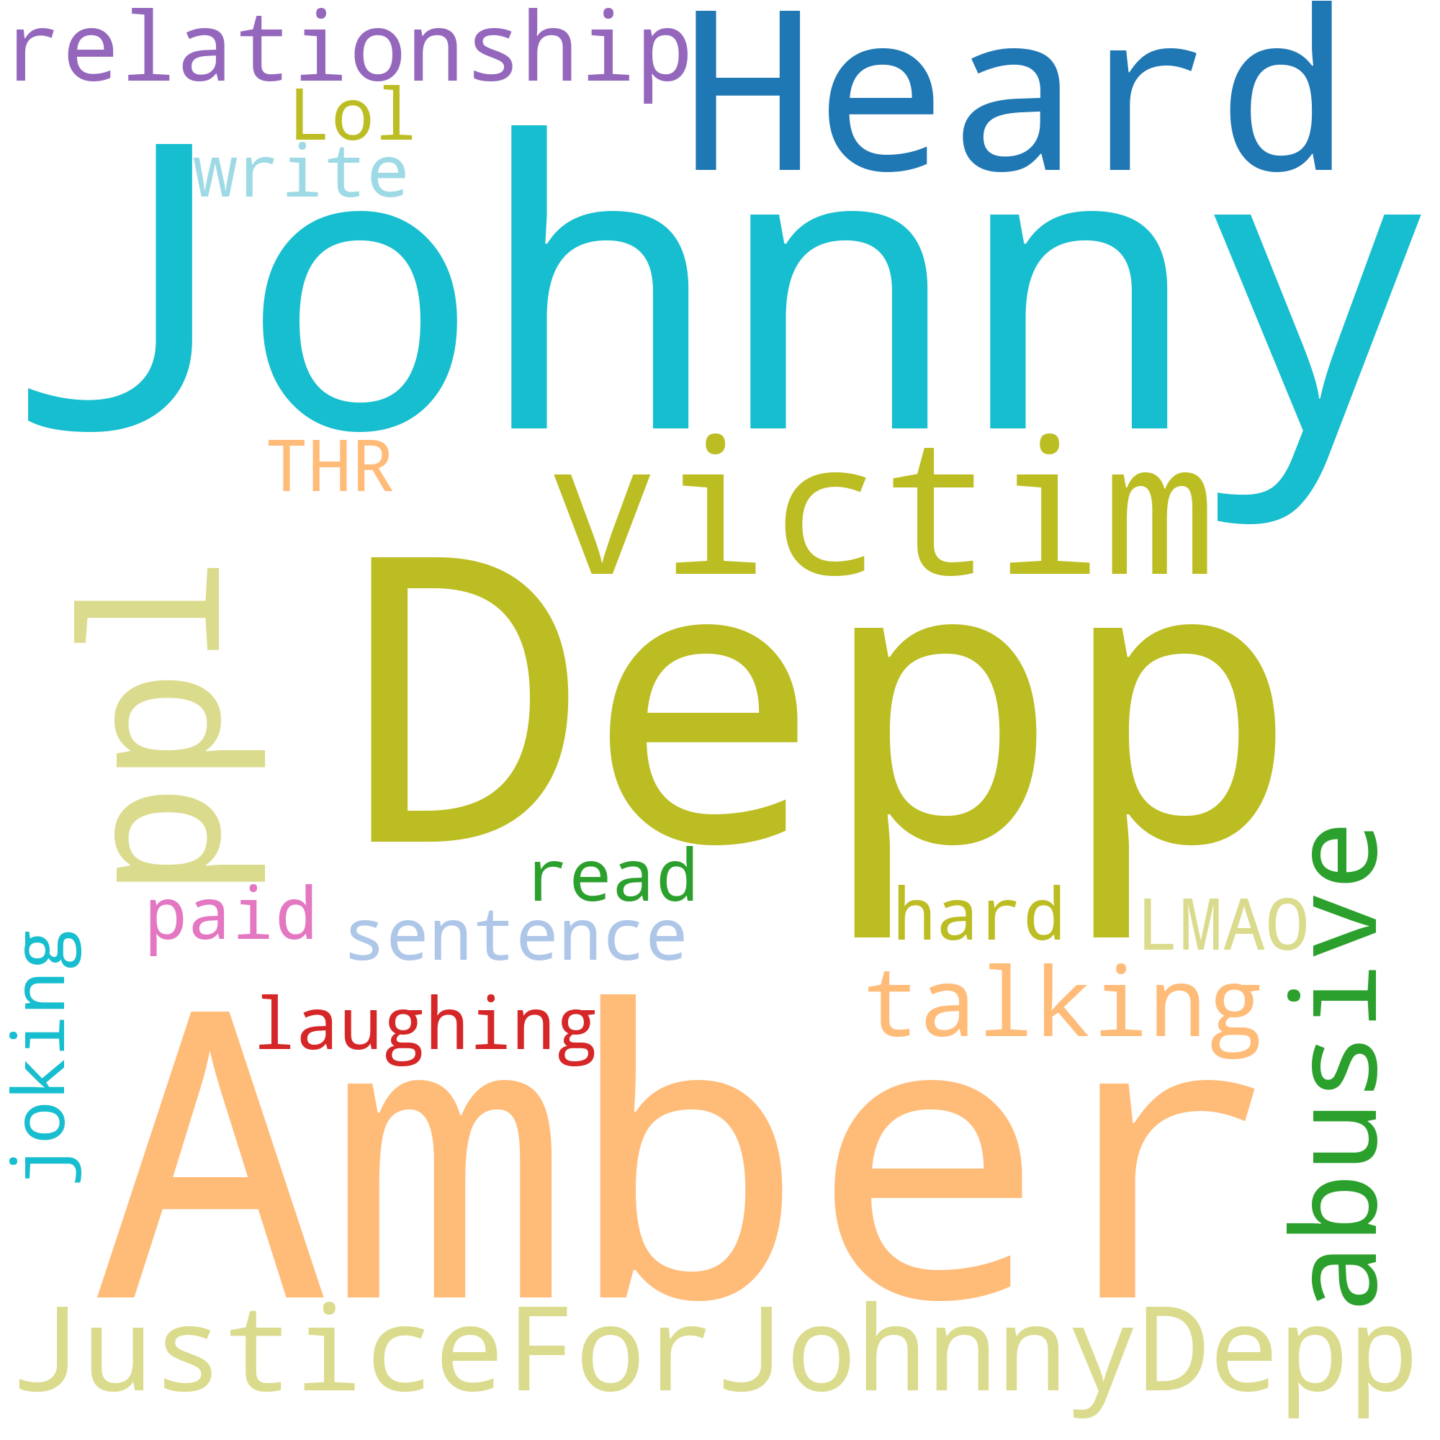 relationship
Heard
Lol
write
Johnny
THR
victim
ppl
Depp
read
paid
sentence
hard
LMAO
abusive
joking
laughing
talking
Amber
JusticeForJohnnyDepp